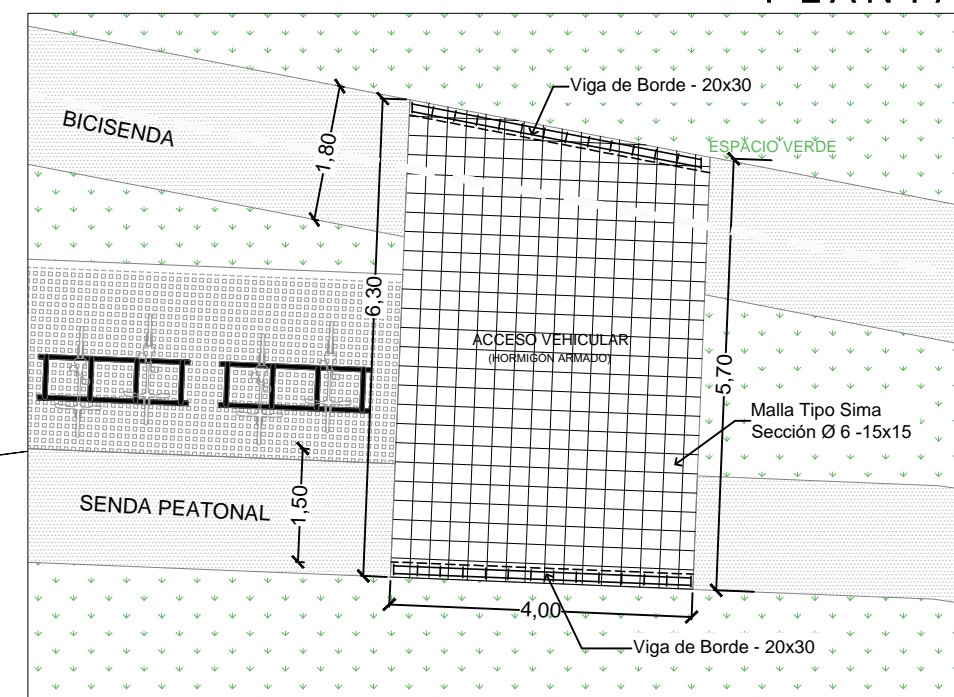 Viga de Borde - 20x30
BICISENDA
1,80
ESPACIO VERDE
6,30
ACCESO VEHICULAR
(HORMIGÓN ARMADO)
5,70
Malla Tipo Sima
Sección Ø 6 -15x15
SENDA PEATONAL
1,50
4,00
Viga de Borde - 20x30